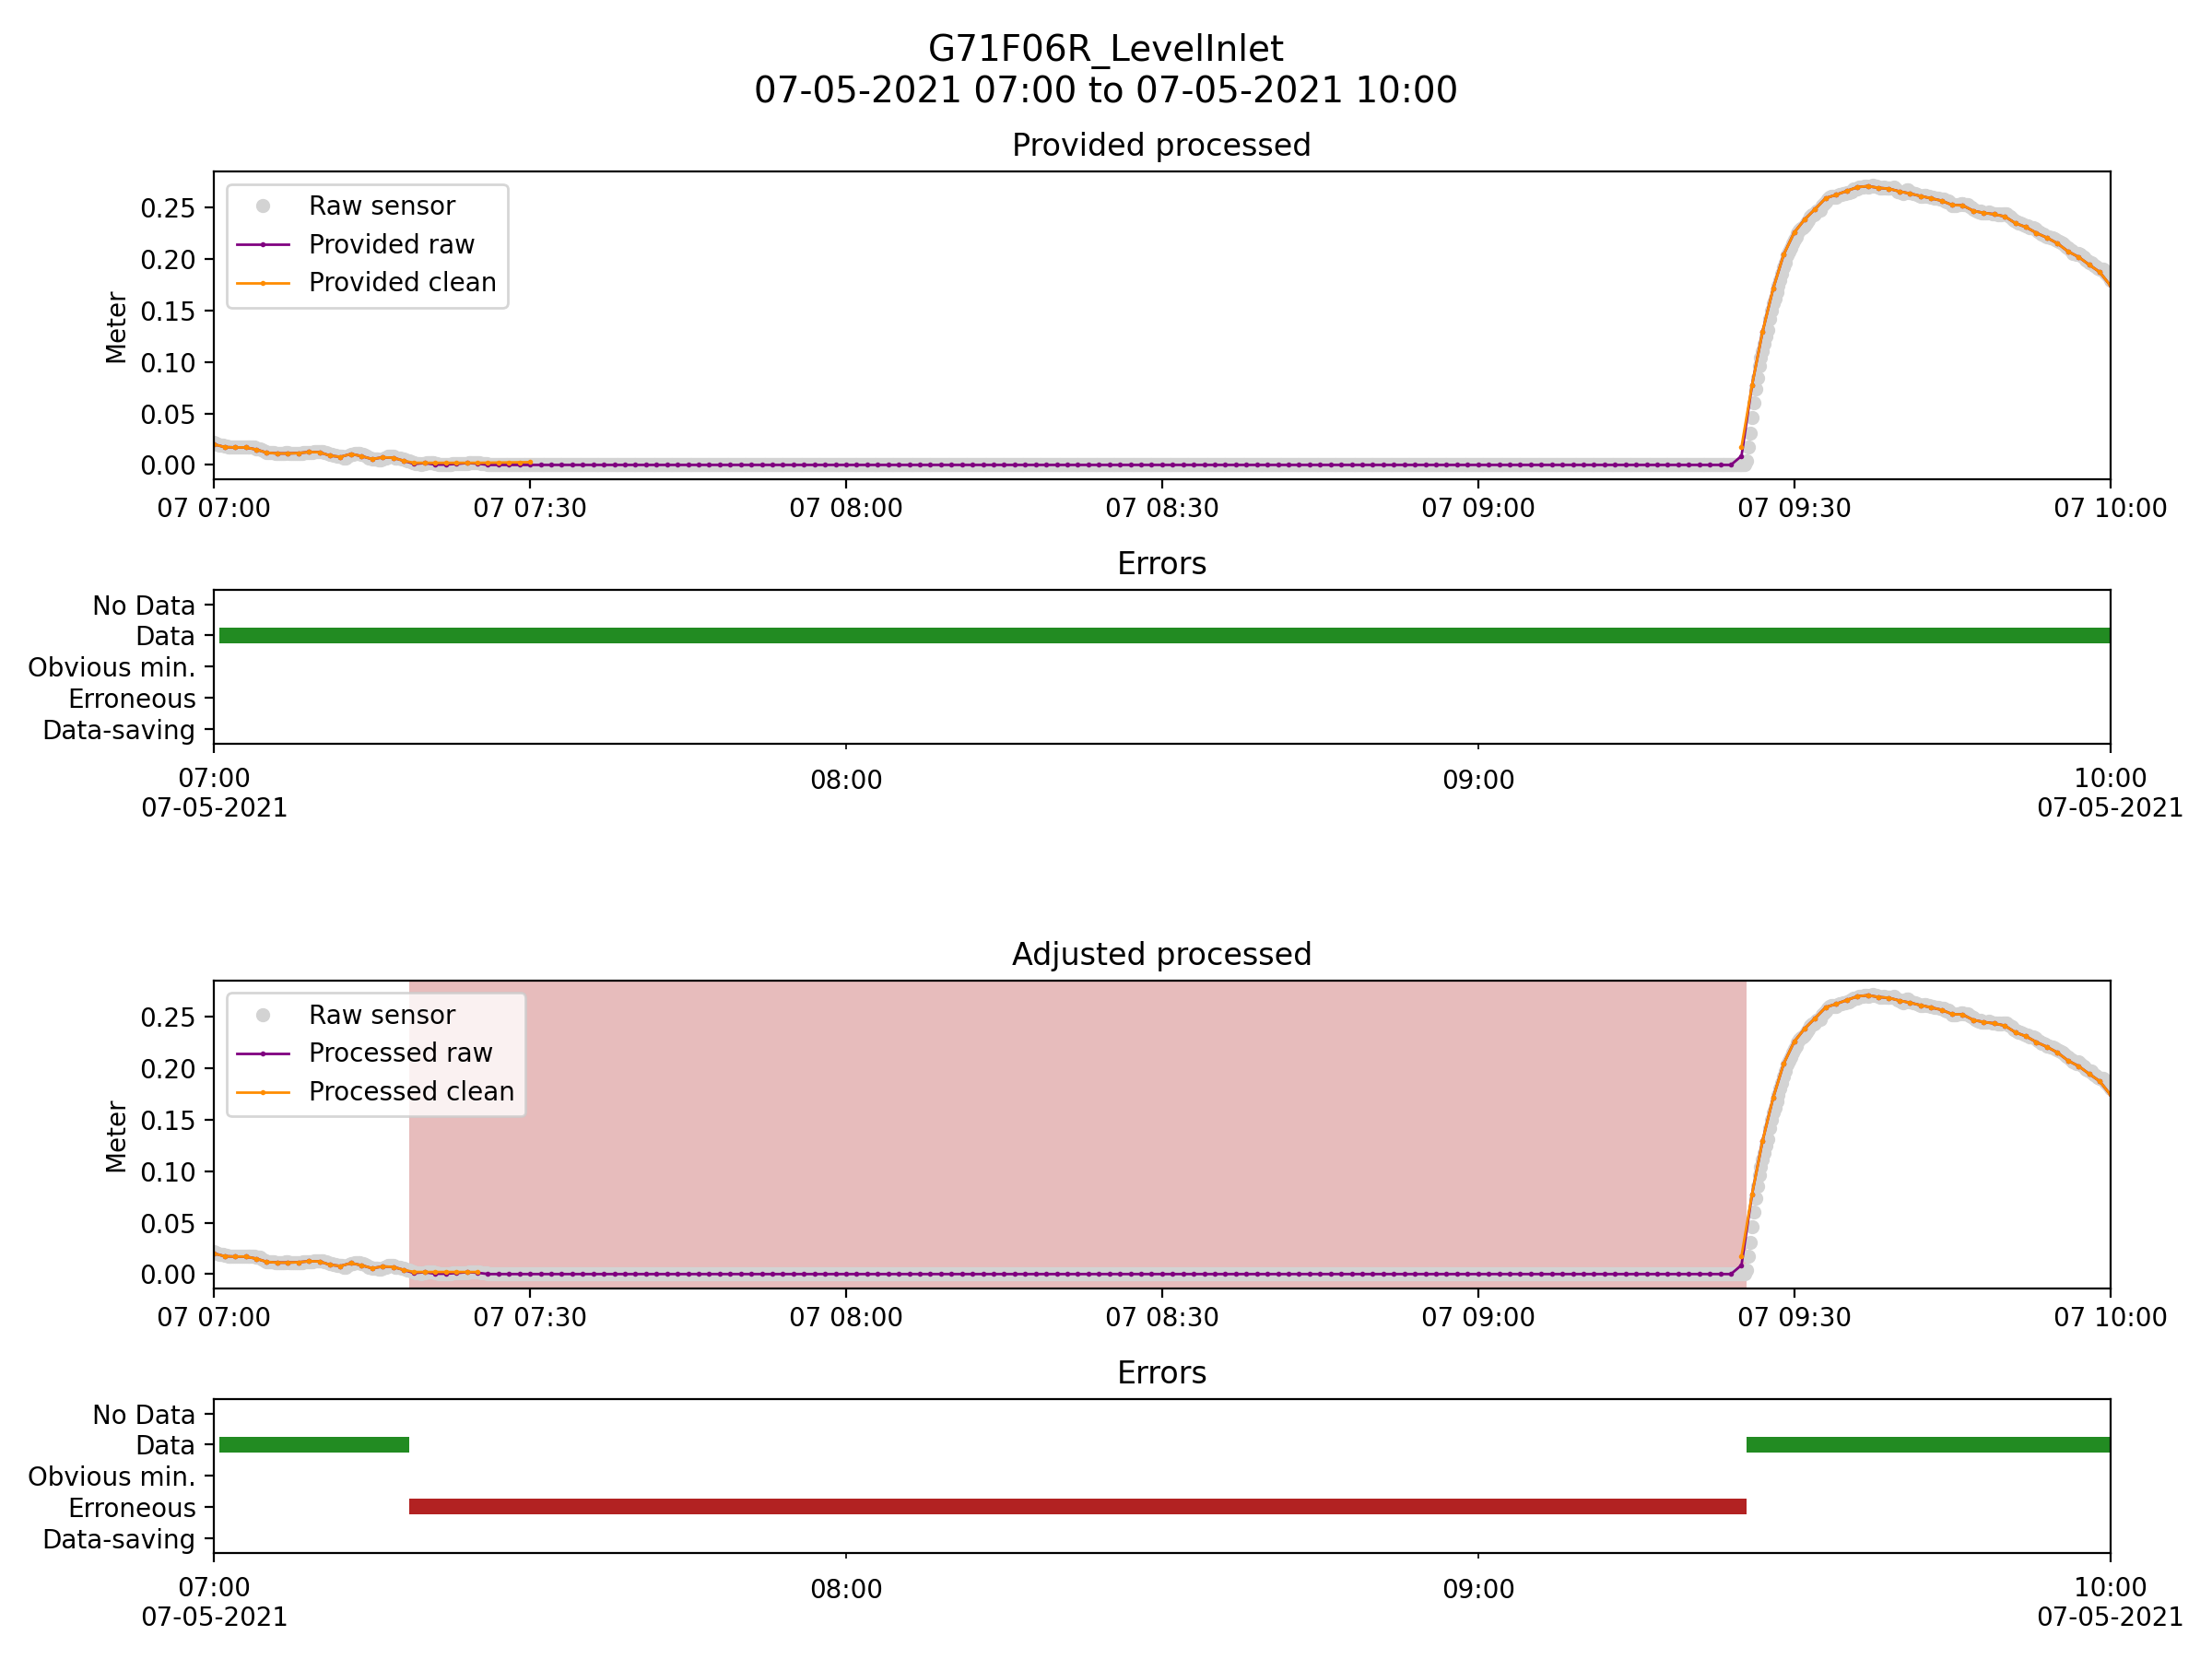 G71F06R_LevelInlet
07-05-2021 07:00 to 07-05-2021 10:00
Provided processed
Raw sensor
Provided raw
Provided clean
Meter
0.25
0.20
0.15
0.10
0.05
0.00
07 07:00 07 07:30 07 08:00 07 08:30 07 09:00 07 09:30 07 10:00
Errors
No Data
Data
Obvious min.
Erroneous
Data-saving
07:00 08:00 09:00 10:00
07-05-2021 07-05-2021
Adjusted processed
Raw sensor
Processed raw
Processed clean
Meter
0.25
0.20
0.15
0.10
0.05
0.00
07 07:00 07 07:30 07 08:00 07 08:30 07 09:00 07 09:30 07 10:00
Errors
No Data
Data
Obvious min.
Erroneous
Data-saving
07:00 08:00 09:00 10:00
07-05-2021 07-05-2021